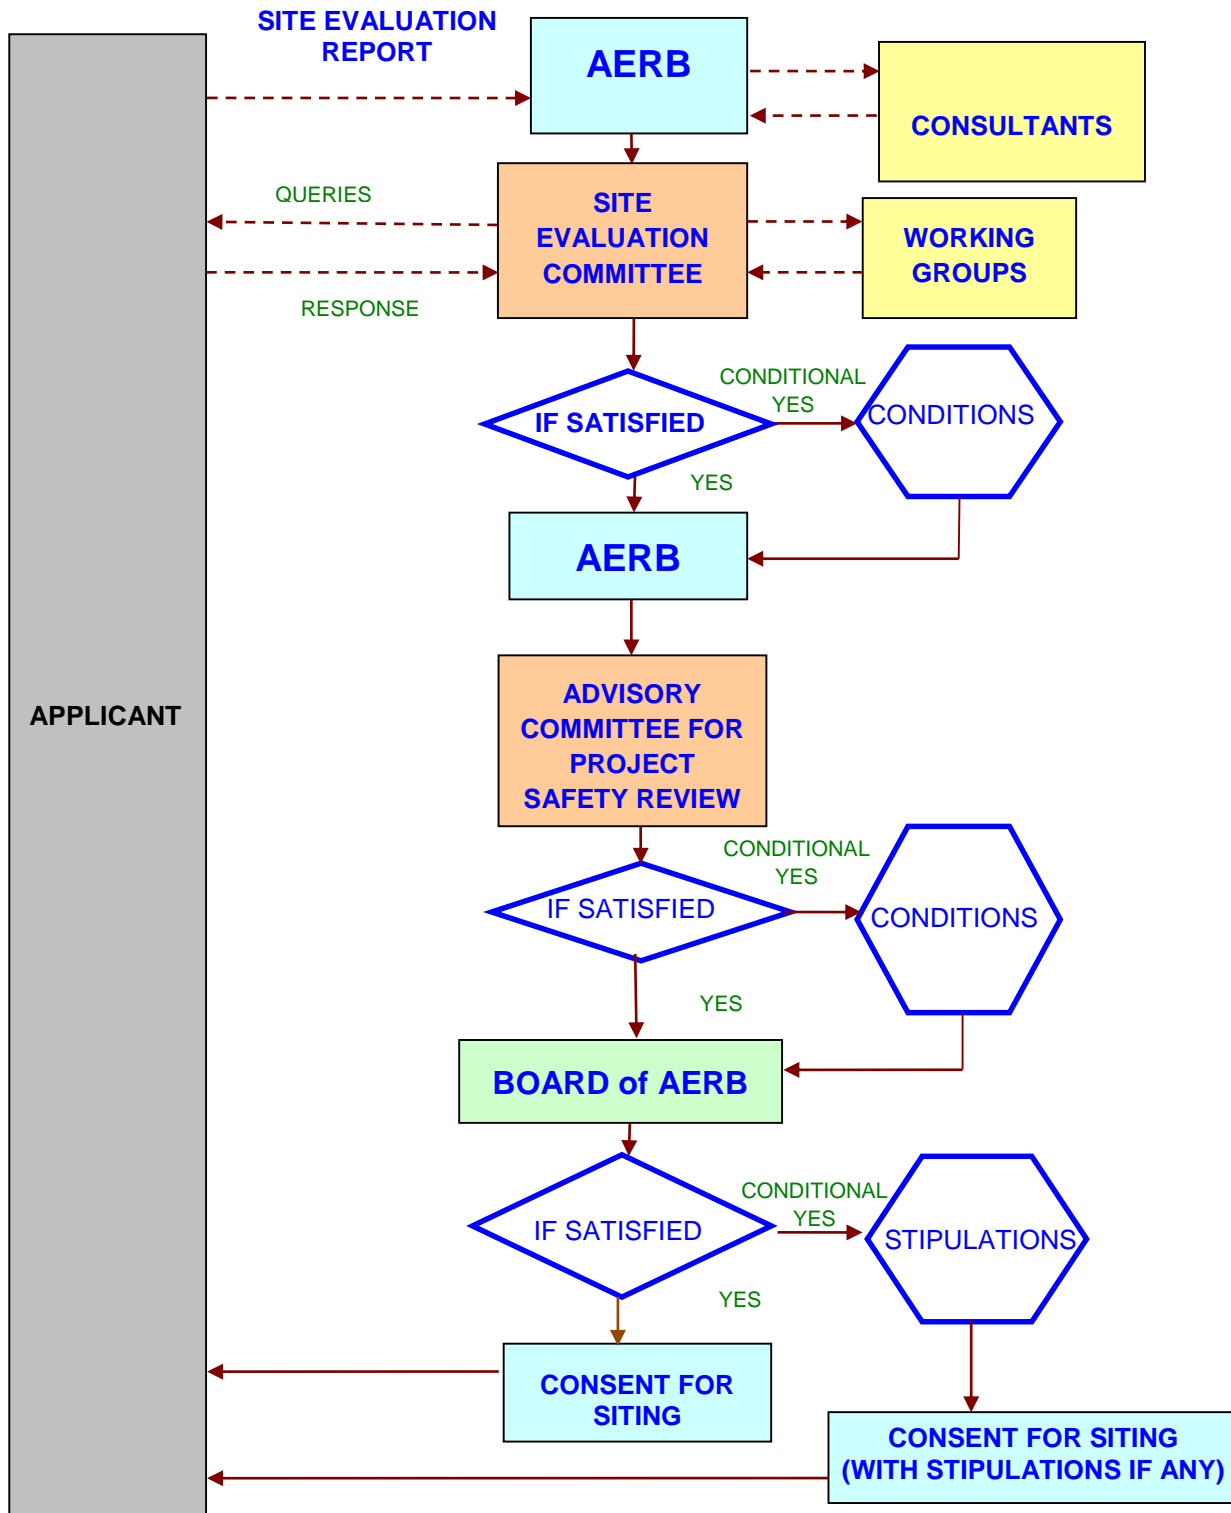 SITE EVALUATION
REPORT
AERB
CONSULTANTS
QUERIES
SITE
EVALUATION
COMMITTEE
WORKING
GROUPS
RESPONSE
CONDITIONAL
YES
IF SATISFIED
CONDITIONS
YES
AERB
APPLICANT
ADVISORY
COMMITTEE FOR
PROJECT
SAFETY REVIEW
CONDITIONAL
YES
IF SATISFIED
CONDITIONS
YES
BOARD of AERB
CONDITIONAL
YES
IF SATISFIED
STIPULATIONS
YES
CONSENT FOR
SITING
CONSENT FOR SITING
(WITH STIPULATIONS IF ANY)